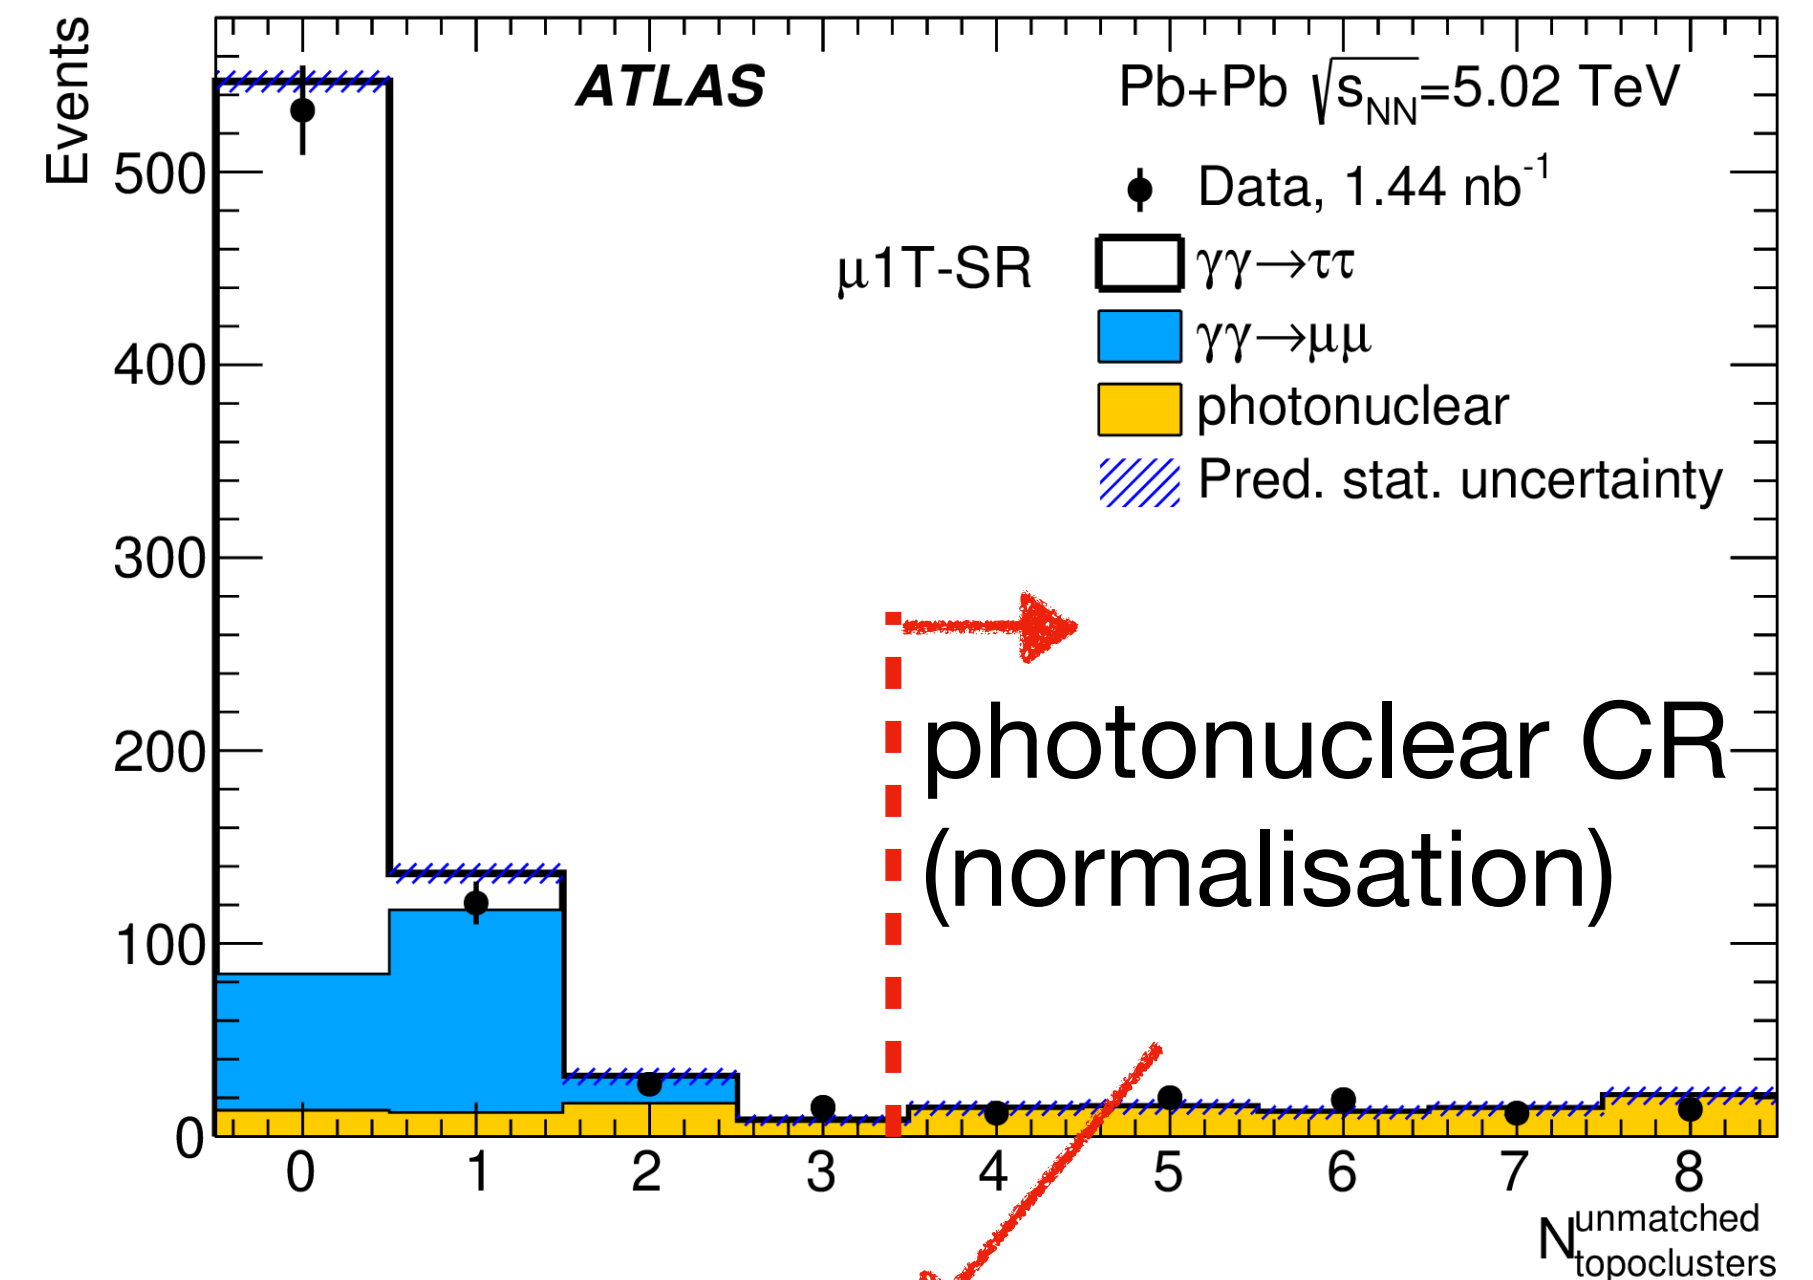 Events
ATLAS
Pb+Pb √sNN=5.02 TeV
Data, 1.44 nb-1
μ1T-SR
γγ→ττ
γγ→μμ
photonuclear
Pred. stat. uncertainty
500
400
300
200
100
0
photonuclear CR
(normalisation)
0 1 2 3 4 5 6 7 8
N unmatched topoclusters